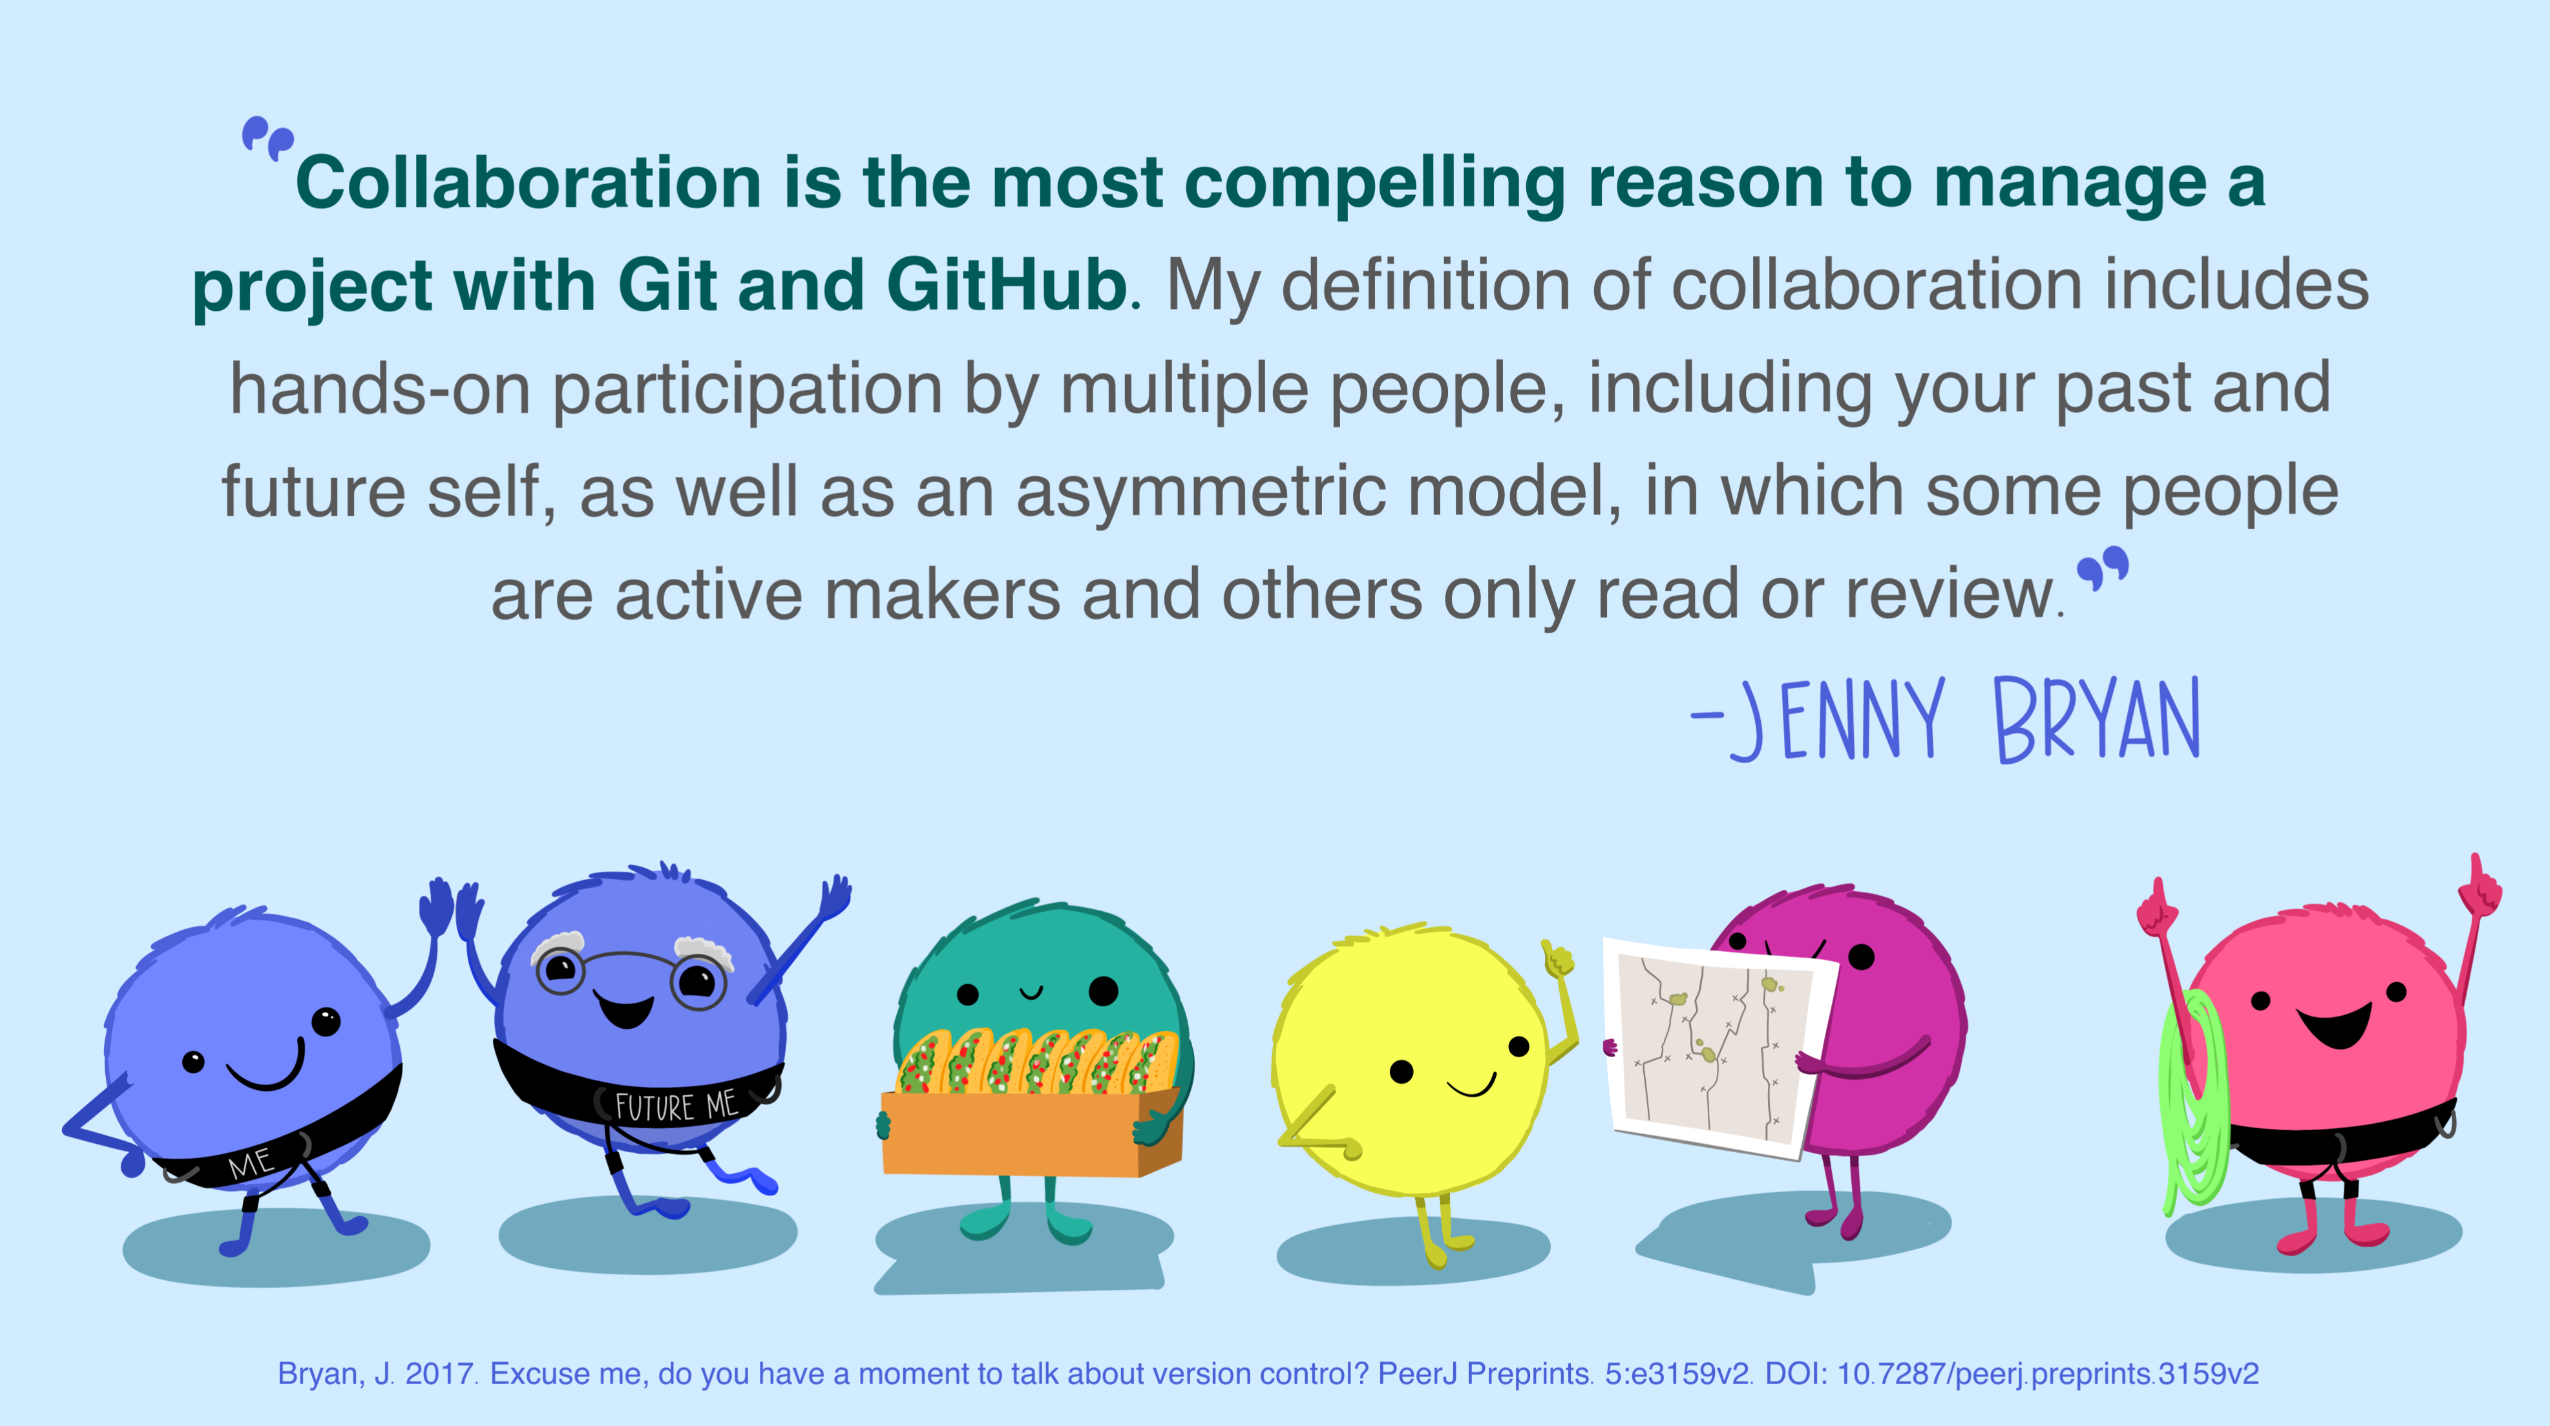 “Collaboration is the most compelling reason to manage a
project with Git and GitHub. My definition of collaboration includes
hands-on participation by multiple people, including your past and
future self, as well as an asymmetric model, in which some people
are active makers and others only read or review.”
-JENNY BRYAN
ME
FUTURE ME
Bryan, J. 2017. Excuse me, do you have a moment to talk about version control? PeerJ Preprints. 5:e3159v2. DOI: 10.7287/peerj.preprints.3159v2